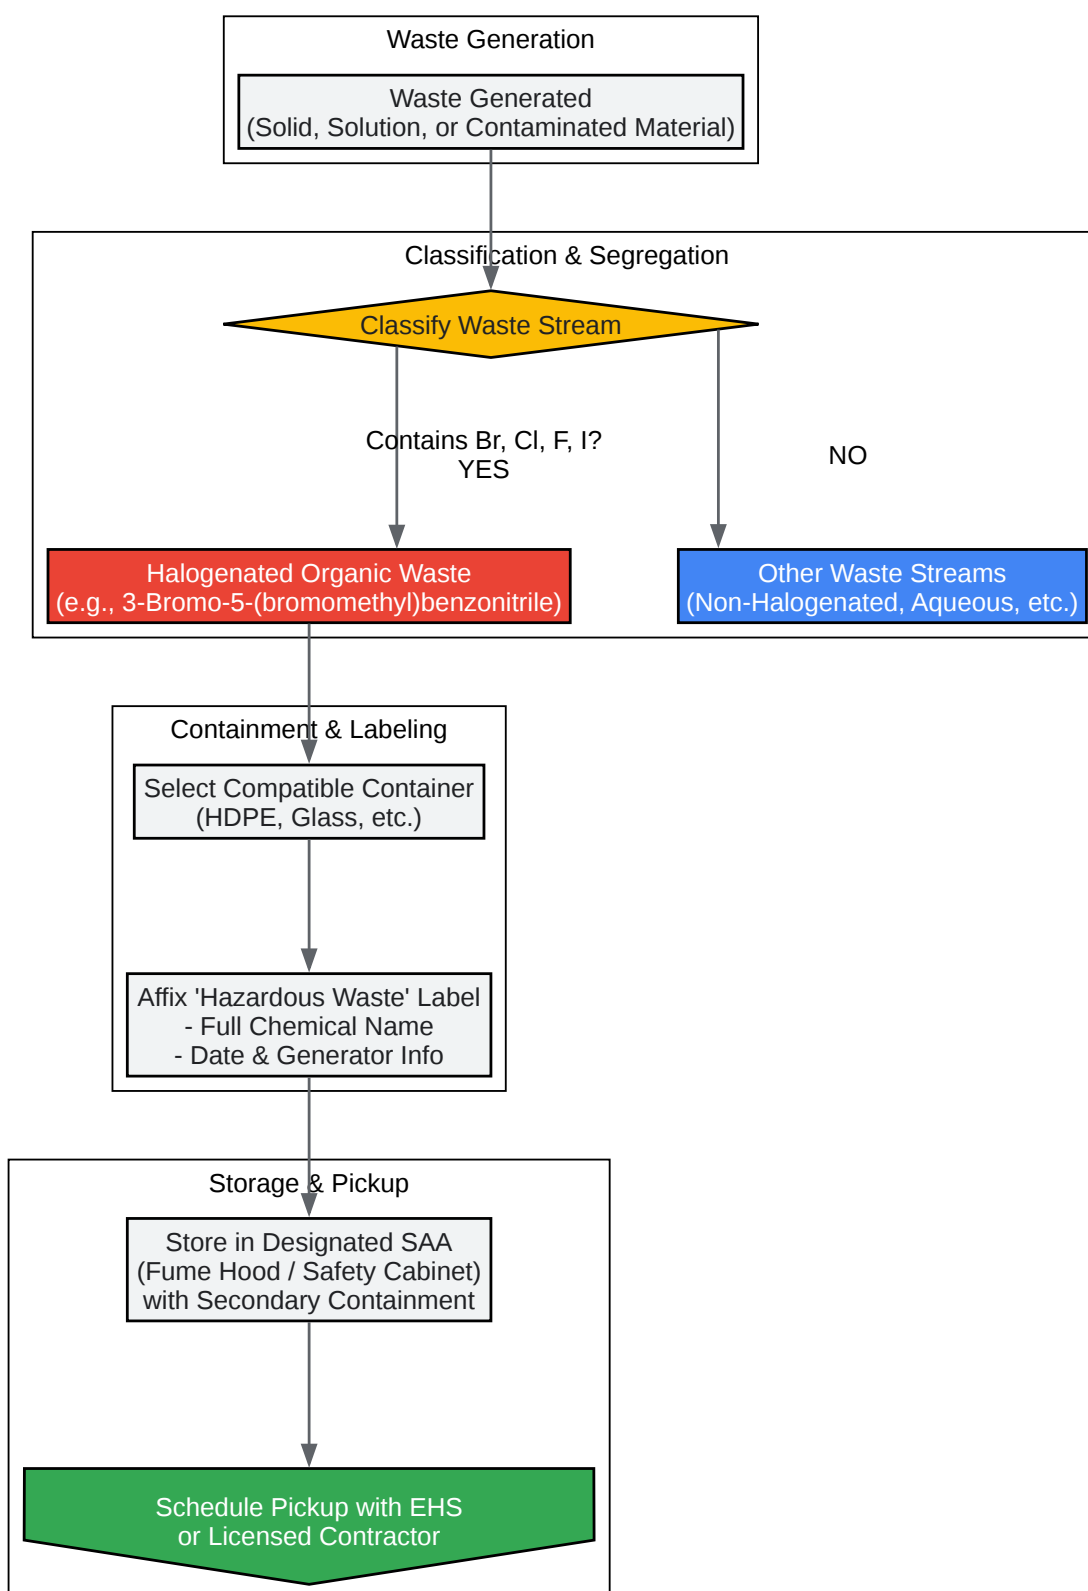 Waste Generation
Waste Generated
(Solid, Solution, or Contaminated Material)
Classification & Segregation
Classify Waste Stream
Contains Br, Cl, F, I?
YES
NO
Halogenated Organic Waste
(e.g., 3-Bromo-5-(bromomethyl)benzonitrile)
Other Waste Streams
(Non-Halogenated, Aqueous, etc.)
Containment & Labeling
Select Compatible Container
(HDPE, Glass, etc.)
Affix 'Hazardous Waste' Label
- Full Chemical Name
- Date & Generator Info
Storage & Pickup
Store in Designated SAA
(Fume Hood / Safety Cabinet)
with Secondary Containment
Schedule Pickup with EHS
or Licensed Contractor